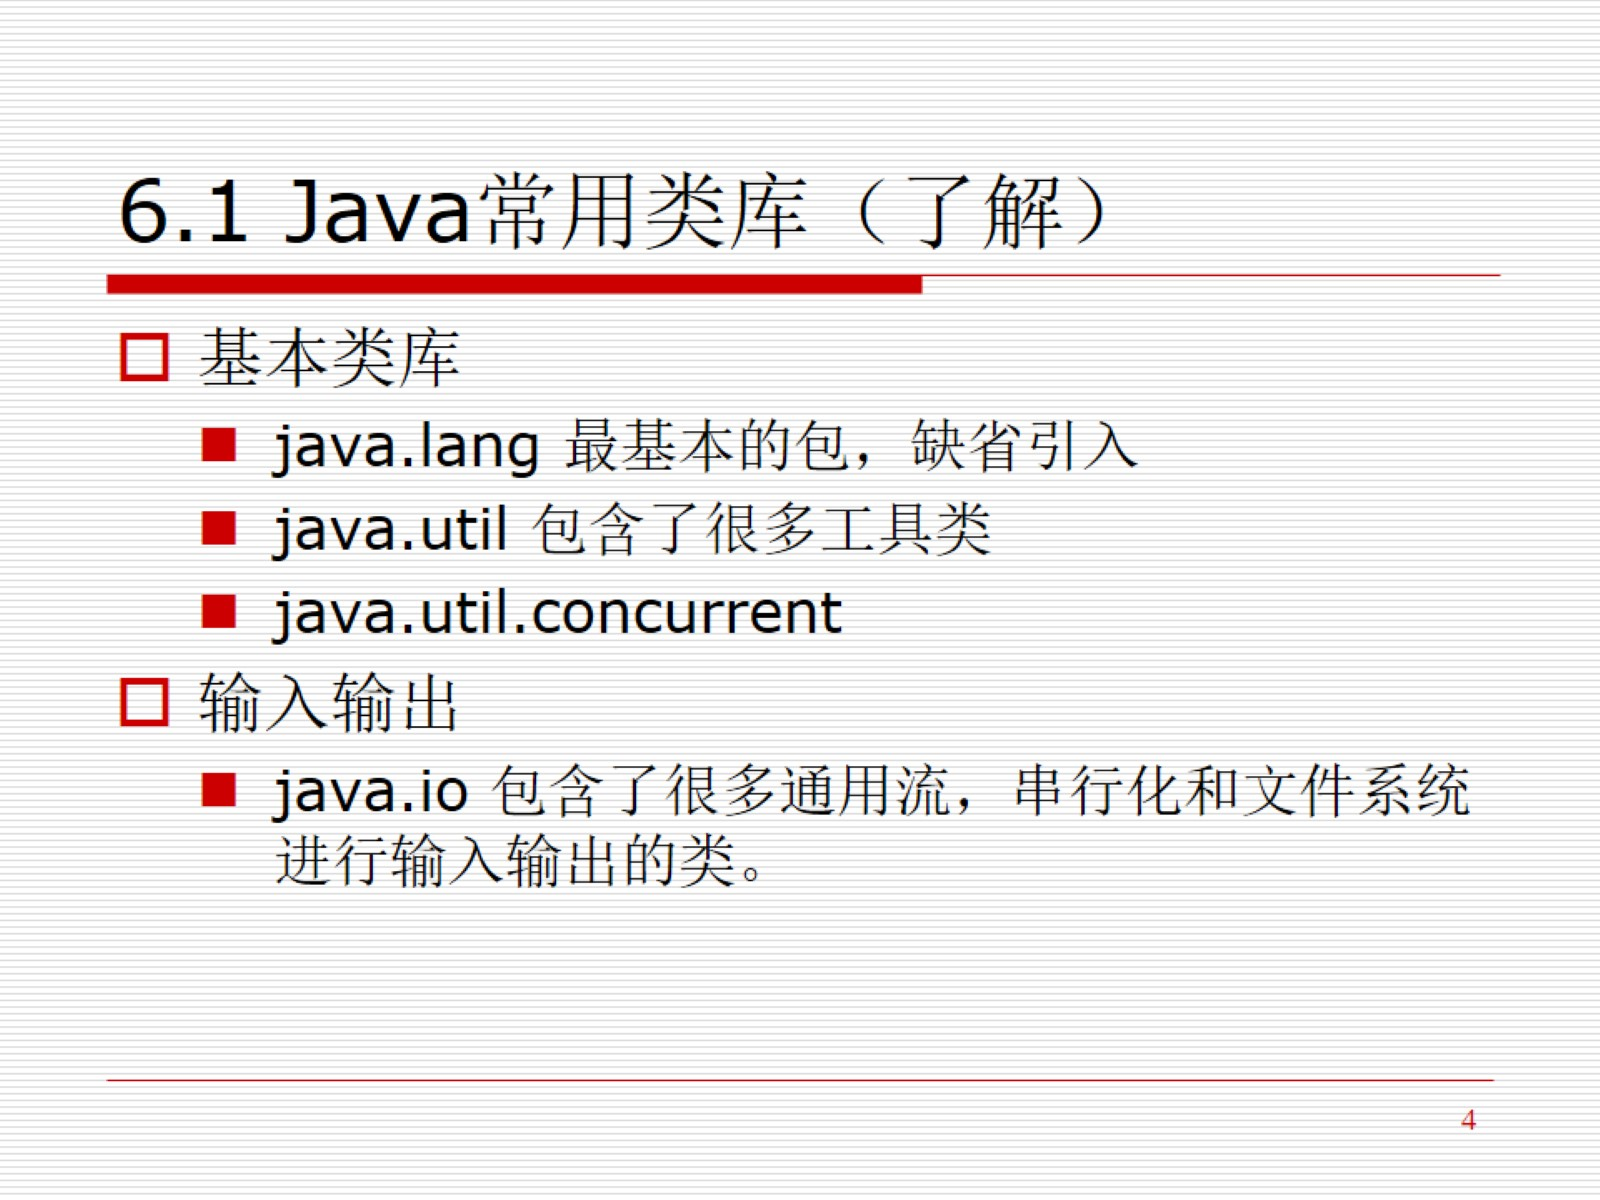 6.1 Java常用类库（了解）
基本类库
java.lang 最基本的包，缺省引入
java.util 包含了很多工具类
java.util.concurrent
输入输出
java.io 包含了很多通用流，串行化和文件系统
进行输入输出的类。
4